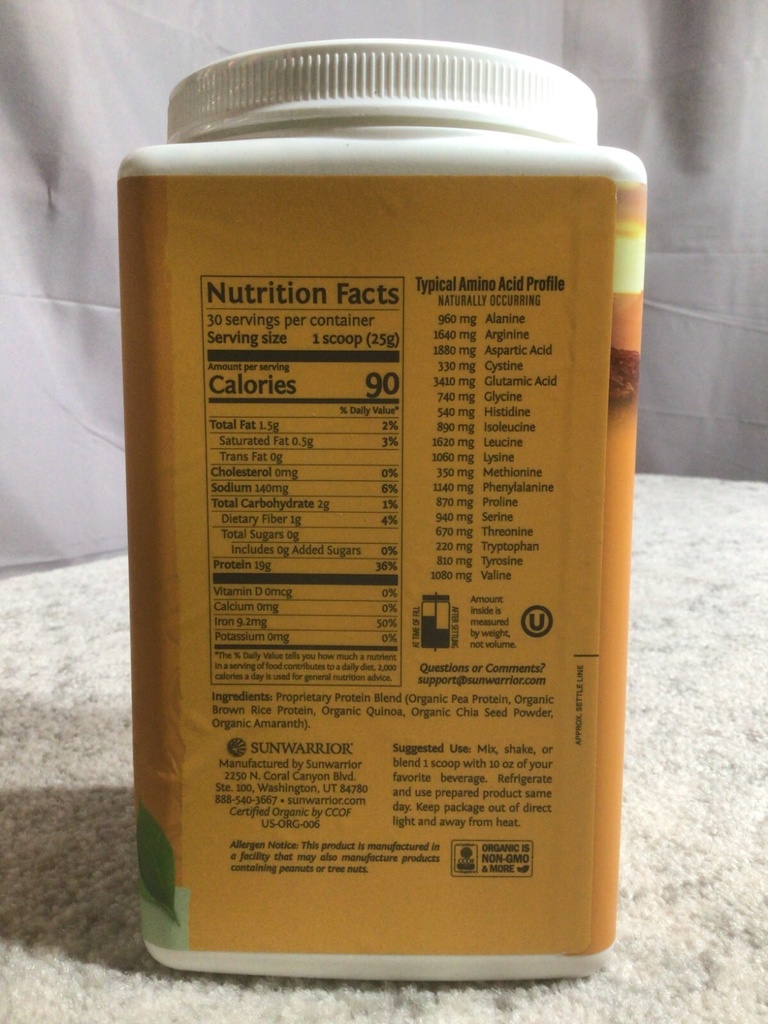 Nutrition Facts
30 servings per container
Serving size 1 scoop (25g)
Amount per serving
Calories 90
% Daily Value*
Total Fat 1.5g 2%
Saturated Fat 0.5g 3%
Trans Fat 0g
Cholesterol 0mg 0%
Sodium 140mg 6%
Total Carbohydrate 2g 1%
Dietary Fiber 1g 4%
Total Sugars 0g
Includes 0g Added Sugars 0%
Protein 19g 36%
Vitamin D 0mcg 0%
Calcium 0mg 0%
Iron 9.2mg 50%
Potassium 0mg 0%
*The % Daily Value tells you how much a nutrient
in a serving of food contributes to a daily diet. 2,000
calories a day is used for general nutrition advice.
Typical Amino Acid Profile
NATURALLY OCCURRING
960 mg Alanine
1640 mg Arginine
1880 mg Aspartic Acid
330 mg Cystine
3410 mg Glutamic Acid
740 mg Glycine
540 mg Histidine
890 mg Isoleucine
1620 mg Leucine
1060 mg Lysine
350 mg Methionine
1140 mg Phenylalanine
870 mg Proline
940 mg Serine
670 mg Threonine
220 mg Tryptophan
810 mg Tyrosine
1080 mg Valine
AT TIME OF FILL
AFTER SETTLING
Amount
inside is
measured
by weight,
not volume.
U
Questions or Comments?
support@sunwarrior.com
APPROX. SETTLE LINE
Ingredients: Proprietary Protein Blend (Organic Pea Protein, Organic
Brown Rice Protein, Organic Quinoa, Organic Chia Seed Powder,
Organic Amaranth).
SUNWARRIOR
Manufactured by Sunwarrior
2250 N. Coral Canyon Blvd.
Ste. 100, Washington, UT 84780
888-540-3667 • sunwarrior.com
Certified Organic by CCOF
US-ORG-006
Suggested Use: Mix, shake, or
blend 1 scoop with 10 oz of your
favorite beverage. Refrigerate
and use prepared product same
day. Keep package out of direct
light and away from heat.
Allergen Notice: This product is manufactured in
a facility that may also manufacture products
containing peanuts or tree nuts.
CCOF
ORGANIC IS
NON-GMO
& MORE